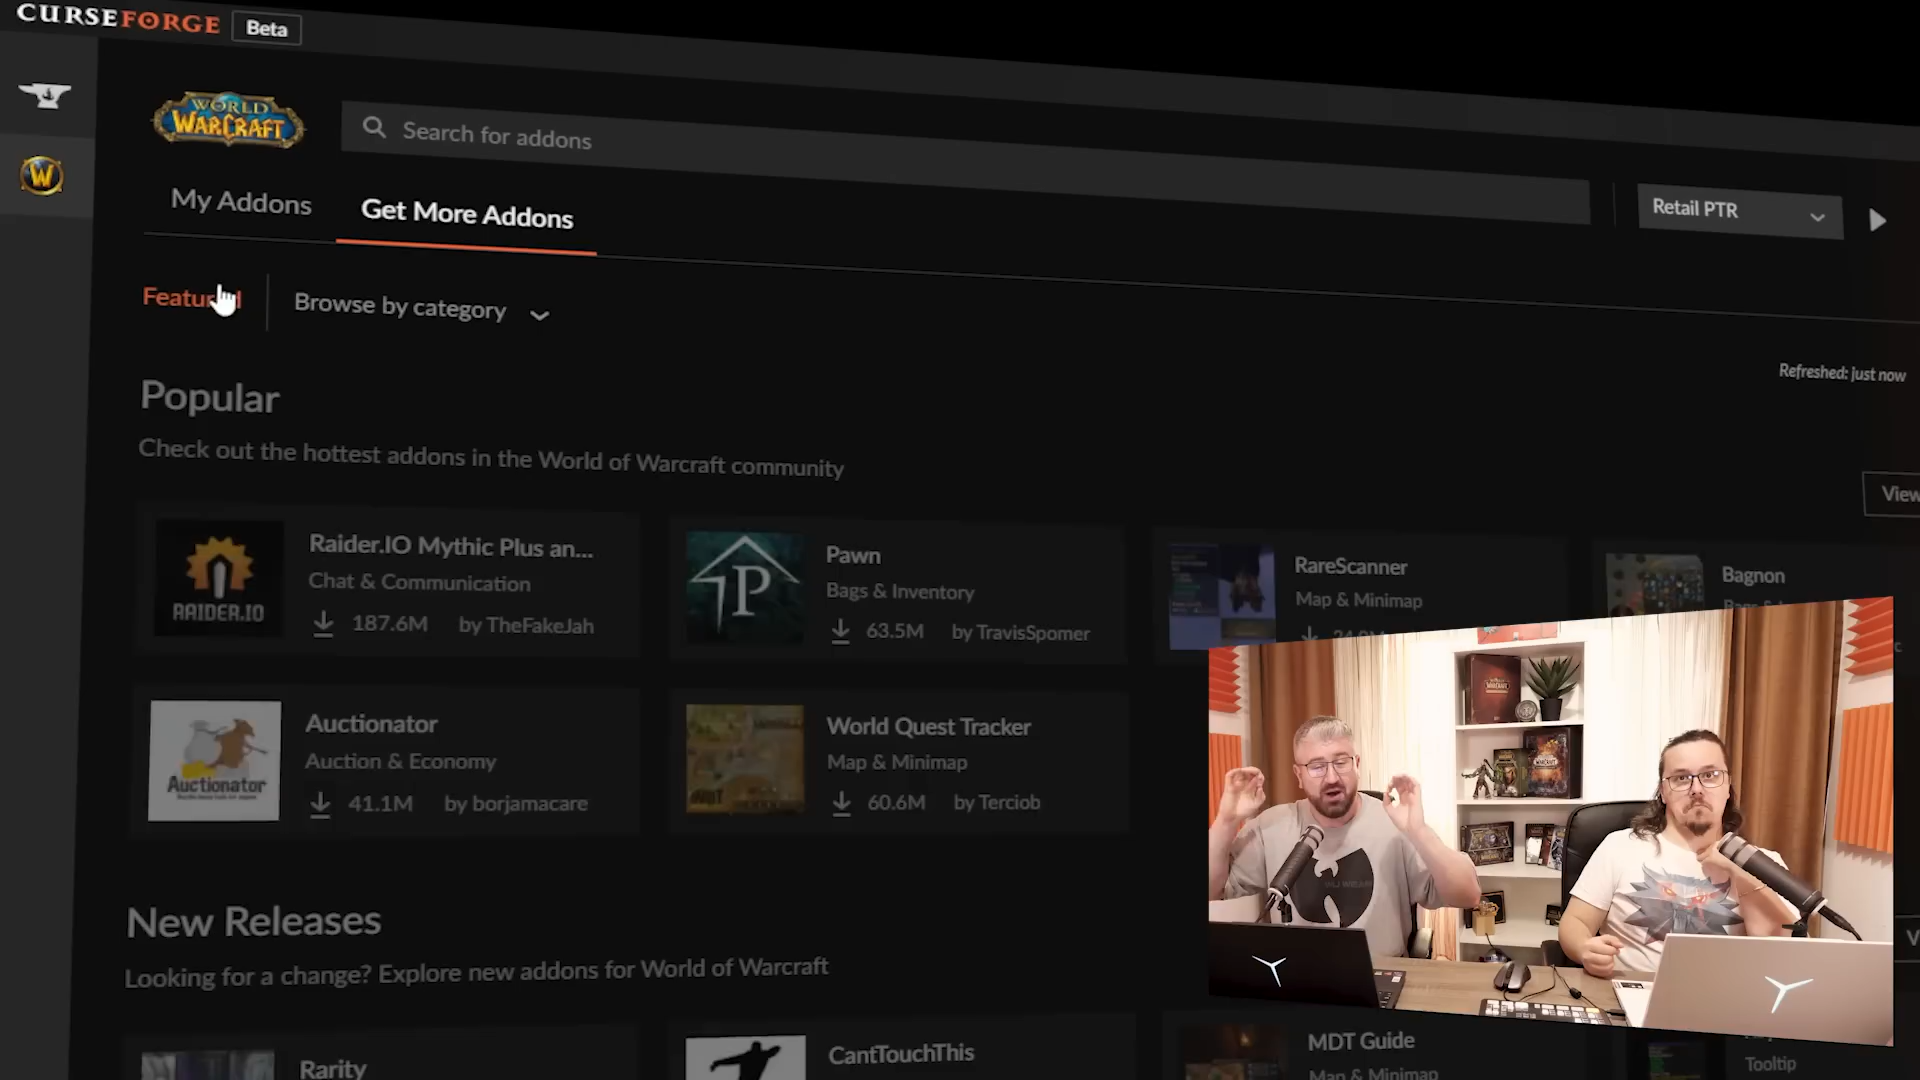 CURSEFORGE Beta
WORLD
WARCRAFT
Search for addons
Retail PTR
My Addons
Get More Addons
Featu
Browse by category
Refreshed: just now
Popular
Check out the hottest addons in the World of Warcraft community
View
RAIDER.IO
Raider.IO Mythic Plus an...
Chat & Communication
187.6M by TheFakeJah
P
Pawn
Bags & Inventory
63.5M by TravisSpomer
RareScanner
Map & Minimap
Bagnon
Auctionator
Auctionator
Auction & Economy
41.1M by borjamacare
World Quest Tracker
Map & Minimap
60.6M by Terciob
New Releases
Looking for a change? Explore new addons for World of Warcraft
V
Rarity
CantTouchThis
MDT Guide
Map & Minimap
Tooltip